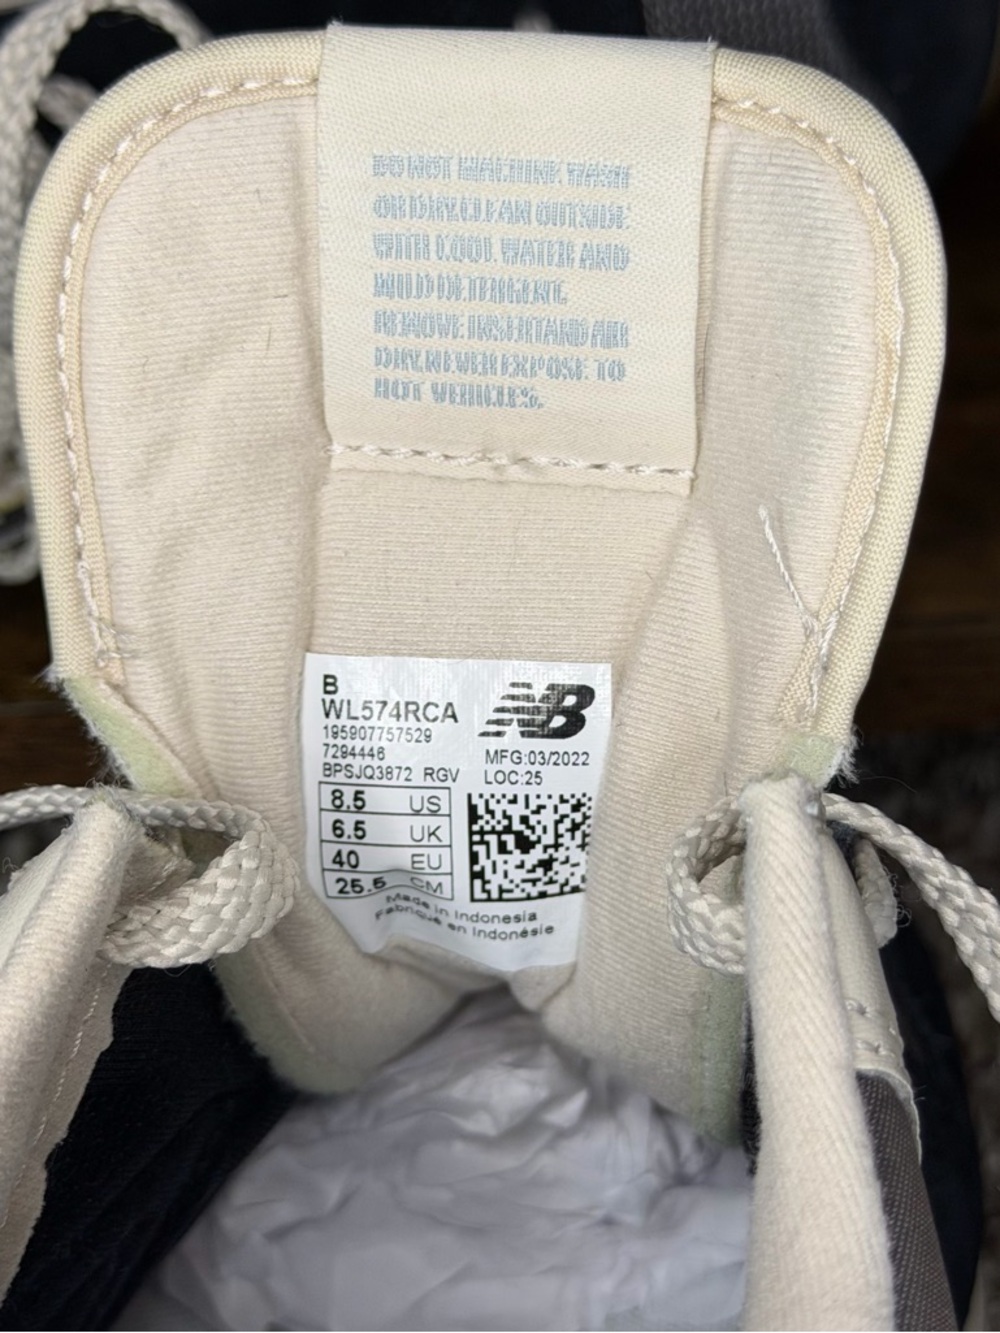 DO NOT MACHINE WASH
OR DRY.CLEAN OUTSIDE
WITH COOL WATER AND
MILD DETERGENT.
REMOVE INSERT AND AIR
DRY.NEVER EXPOSE TO
HOT VEHICLES.
B
WL574RCA
195907757529
7294446
BPSJQ3872 RGV
NB
MFG:03/2022
LOC:25
8.5 US
6.5 UK
40 EU
25.5 CM
Made in Indonesia
Fabriqué en Indonésie